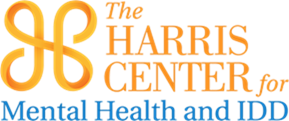 The
HARRIS
CENTER for
Mental Health and IDD